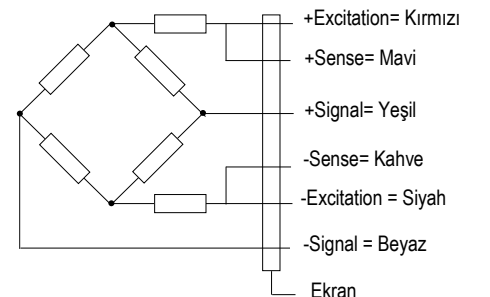 +Excitation= Kırmızı
+Sense= Mavi
+Signal= Yeşil
-Sense= Kahve
-Excitation = Siyah
-Signal = Beyaz
Ekran